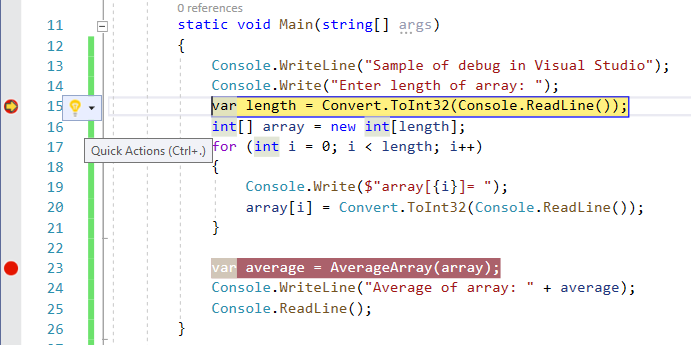 0 references
11 static void Main(string[] args)
12 {
13 Console.WriteLine("Sample of debug in Visual Studio");
14 Console.Write("Enter length of array: ");
15 var length = Convert.ToInt32(Console.ReadLine());
16 int[] array = new int[length];
Quick Actions (Ctrl+.)
17 for (int i = 0; i < length; i++)
18 {
19 Console.Write($"array[{i}]= ");
20 array[i] = Convert.ToInt32(Console.ReadLine());
21 }
22
23 var average = AverageArray(array);
24 Console.WriteLine("Average of array: " + average);
25 Console.ReadLine();
26 }